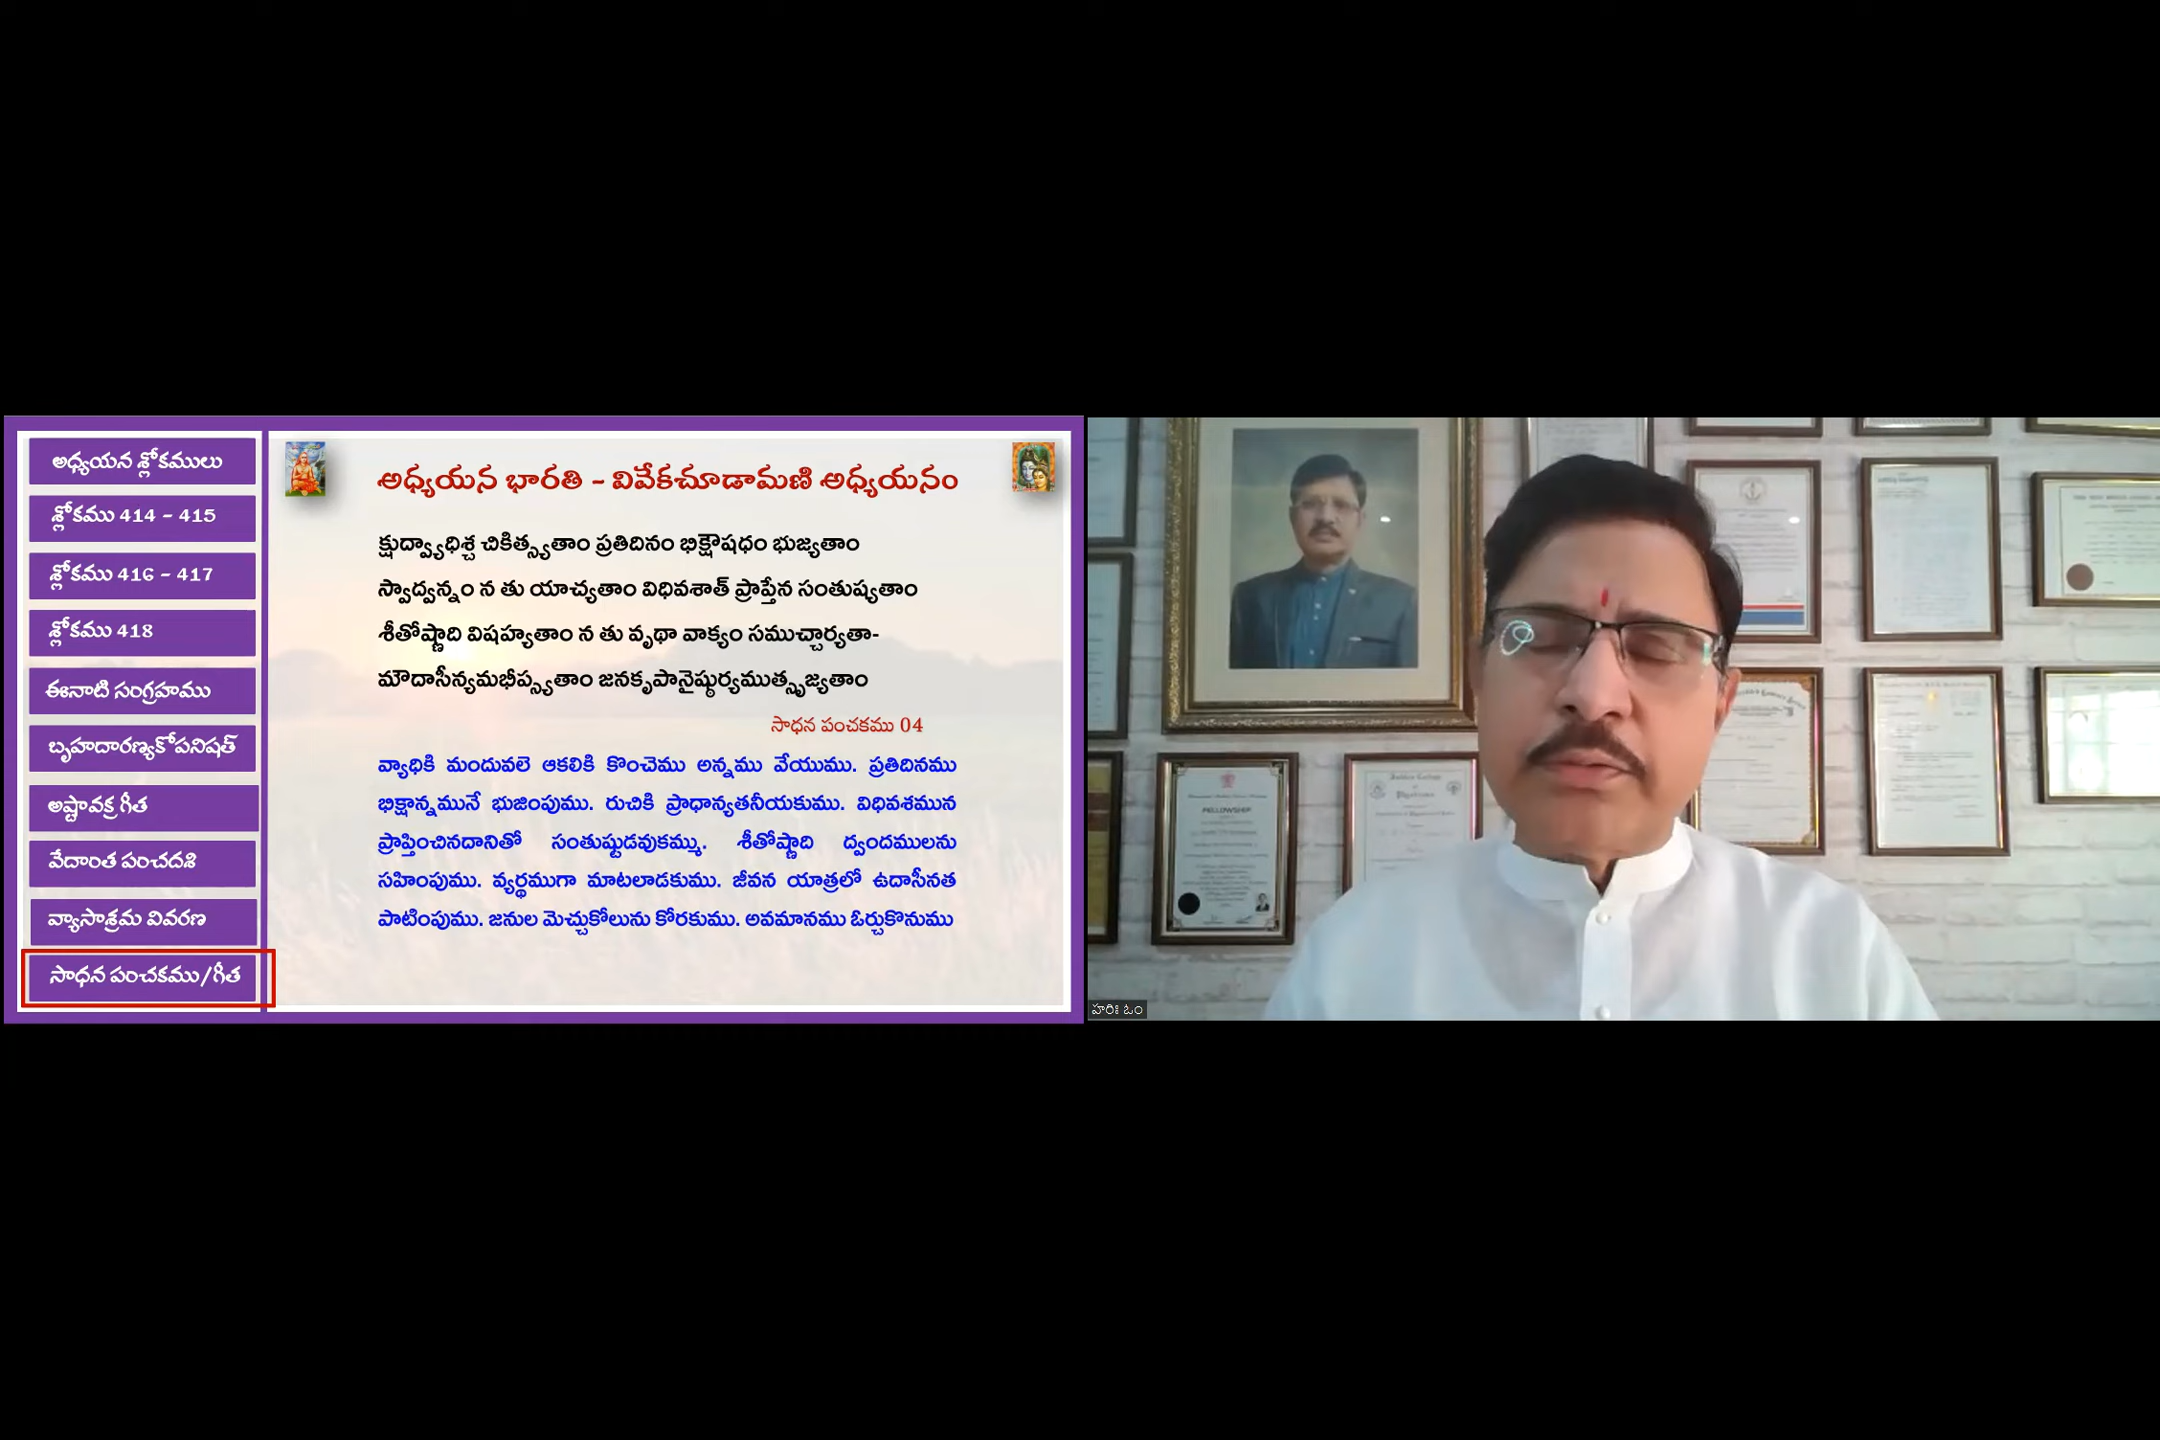 అధ్యయన శ్లోకములు
శ్లోకము 414 - 415
శ్లోకము 416 - 417
శ్లోకము 418
ఈనాటి సంగ్రహము
బృహదారణ్యకోపనిషత్
అష్టావక్ర గీత
వేదాంత పంచదశి
వ్యాసాశ్రమ వివరణ
సాధన పంచకము/గీత
అధ్యయన భారతి - వివేకచూడామణి అధ్యయనం
క్షుద్వ్యాధిశ్చ చికిత్స్యతాం ప్రతిదినం భిక్షౌషధం భుజ్యతాం
స్వాద్వన్నం న తు యాచ్యతాం విధివశాత్ ప్రాప్తేన సంతుష్యతాం
శీతోష్ణాది విషహ్యతాం న తు వృథా వాక్యం సముచ్చార్యతా-
మౌదాసీన్యమభీప్స్యతాం జనకృపానైష్ఠుర్యముత్సృజ్యతాం
సాధన పంచకము 04
వ్యాధికి మందువలె ఆకలికి కొంచెము అన్నము వేయుము. ప్రతిదినము
భిక్షాన్నమునే భుజింపుము. రుచికి ప్రాధాన్యతనీయకుము. విధివశమున
ప్రాప్తించినదానితో సంతుష్టుడవుకమ్ము. శీతోష్ణాది ద్వందములను
సహింపుము. వ్యర్థముగా మాటలాడకుము. జీవన యాత్రలో ఉదాసీనత
పాటింపుము. జనుల మెచ్చుకోలును కోరకుము. అవమానము ఓర్చుకొనుము
FELLOWSHIP
హరిః ఓం